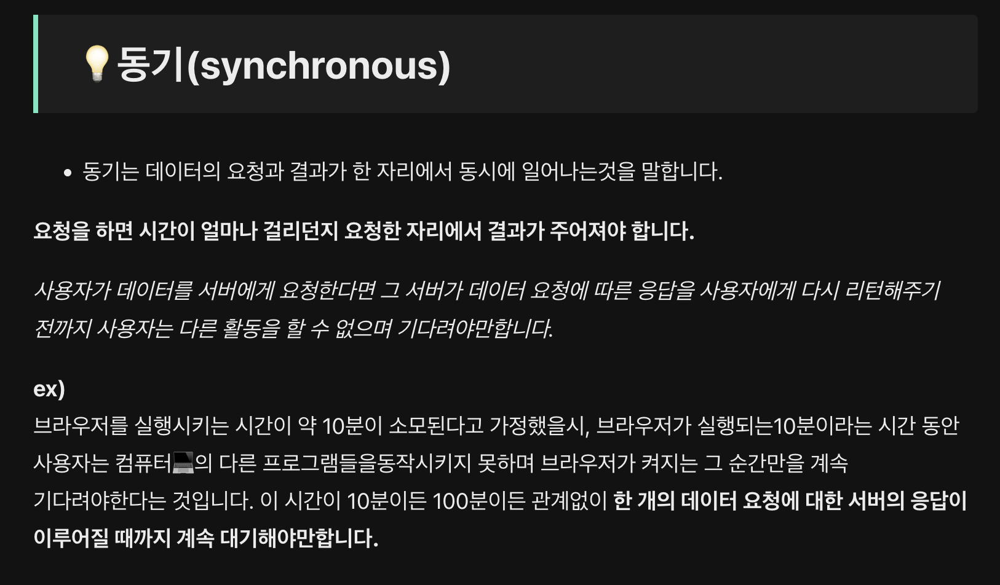 💡동기(synchronous)
• 동기는 데이터의 요청과 결과가 한 자리에서 동시에 일어나는것을 말합니다.
요청을 하면 시간이 얼마나 걸리던지 요청한 자리에서 결과가 주어져야 합니다.
사용자가 데이터를 서버에게 요청한다면 그 서버가 데이터 요청에 따른 응답을 사용자에게 다시 리턴해주기
전까지 사용자는 다른 활동을 할 수 없으며 기다려야만합니다.
ex)
브라우저를 실행시키는 시간이 약 10분이 소모된다고 가정했을시, 브라우저가 실행되는10분이라는 시간 동안
사용자는 컴퓨터💻의 다른 프로그램들을동작시키지 못하며 브라우저가 켜지는 그 순간만을 계속
기다려야한다는 것입니다. 이 시간이 10분이든 100분이든 관계없이 한 개의 데이터 요청에 대한 서버의 응답이
이루어질 때까지 계속 대기해야만합니다.